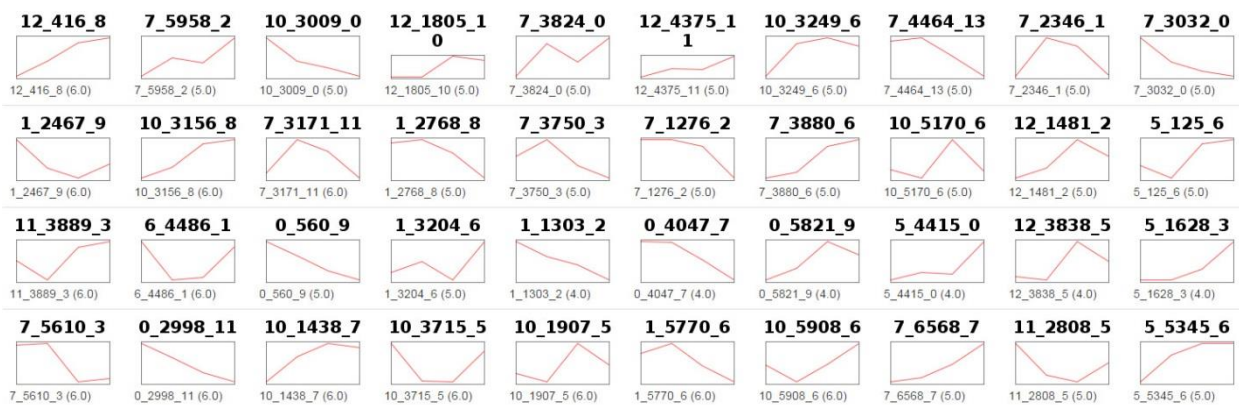 12_416_8 7_5958_2 10_3009_0 12_1805_1 7_3824_0 12_4375_1 10_3249_6 7_4464_13 7_2346_1 7_3032_0
0 1
12_416_8 (6.0) 7_5958_2 (6.0) 10_3009_0 (6.0) 12_1805_10 (5.0) 7_3824_0 (5.0) 12_4375_11 (5.0) 10_3249_6 (5.0) 7_4464_13 (5.0) 7_2346_1 (5.0) 7_3032_0 (5.0)
1_2467_9 10_3156_8 7_3171_11 1_2768_8 7_3750_3 7_1276_2 7_3880_6 10_5170_6 12_1481_2 5_125_6
1_2467_9 (6.0) 10_3156_8 (6.0) 7_3171_11 (6.0) 1_2768_8 (5.0) 7_3750_3 (5.0) 7_1276_2 (5.0) 7_3880_6 (5.0) 10_5170_6 (5.0) 12_1481_2 (5.0) 5_125_6 (5.0)
11_3889_3 6_4486_1 0_560_9 1_3204_6 1_1303_2 0_4047_7 0_5821_9 5_4415_0 12_3838_5 5_1628_3
11_3889_3 (6.0) 6_4486_1 (6.0) 0_560_9 (5.0) 1_3204_6 (5.0) 1_1303_2 (4.0) 0_4047_7 (4.0) 0_5821_9 (4.0) 5_4415_0 (4.0) 12_3838_5 (4.0) 5_1628_3 (4.0)
7_5610_3 0_2998_11 10_1438_7 10_3715_5 10_1907_5 1_5770_6 10_5908_6 7_6568_7 11_2808_5 5_5345_6
7_5610_3 (6.0) 0_2998_11 (6.0) 10_1438_7 (6.0) 10_3715_5 (6.0) 10_1907_5 (6.0) 1_5770_6 (6.0) 10_5908_6 (6.0) 7_6568_7 (5.0) 11_2808_5 (5.0) 5_5345_6 (5.0)